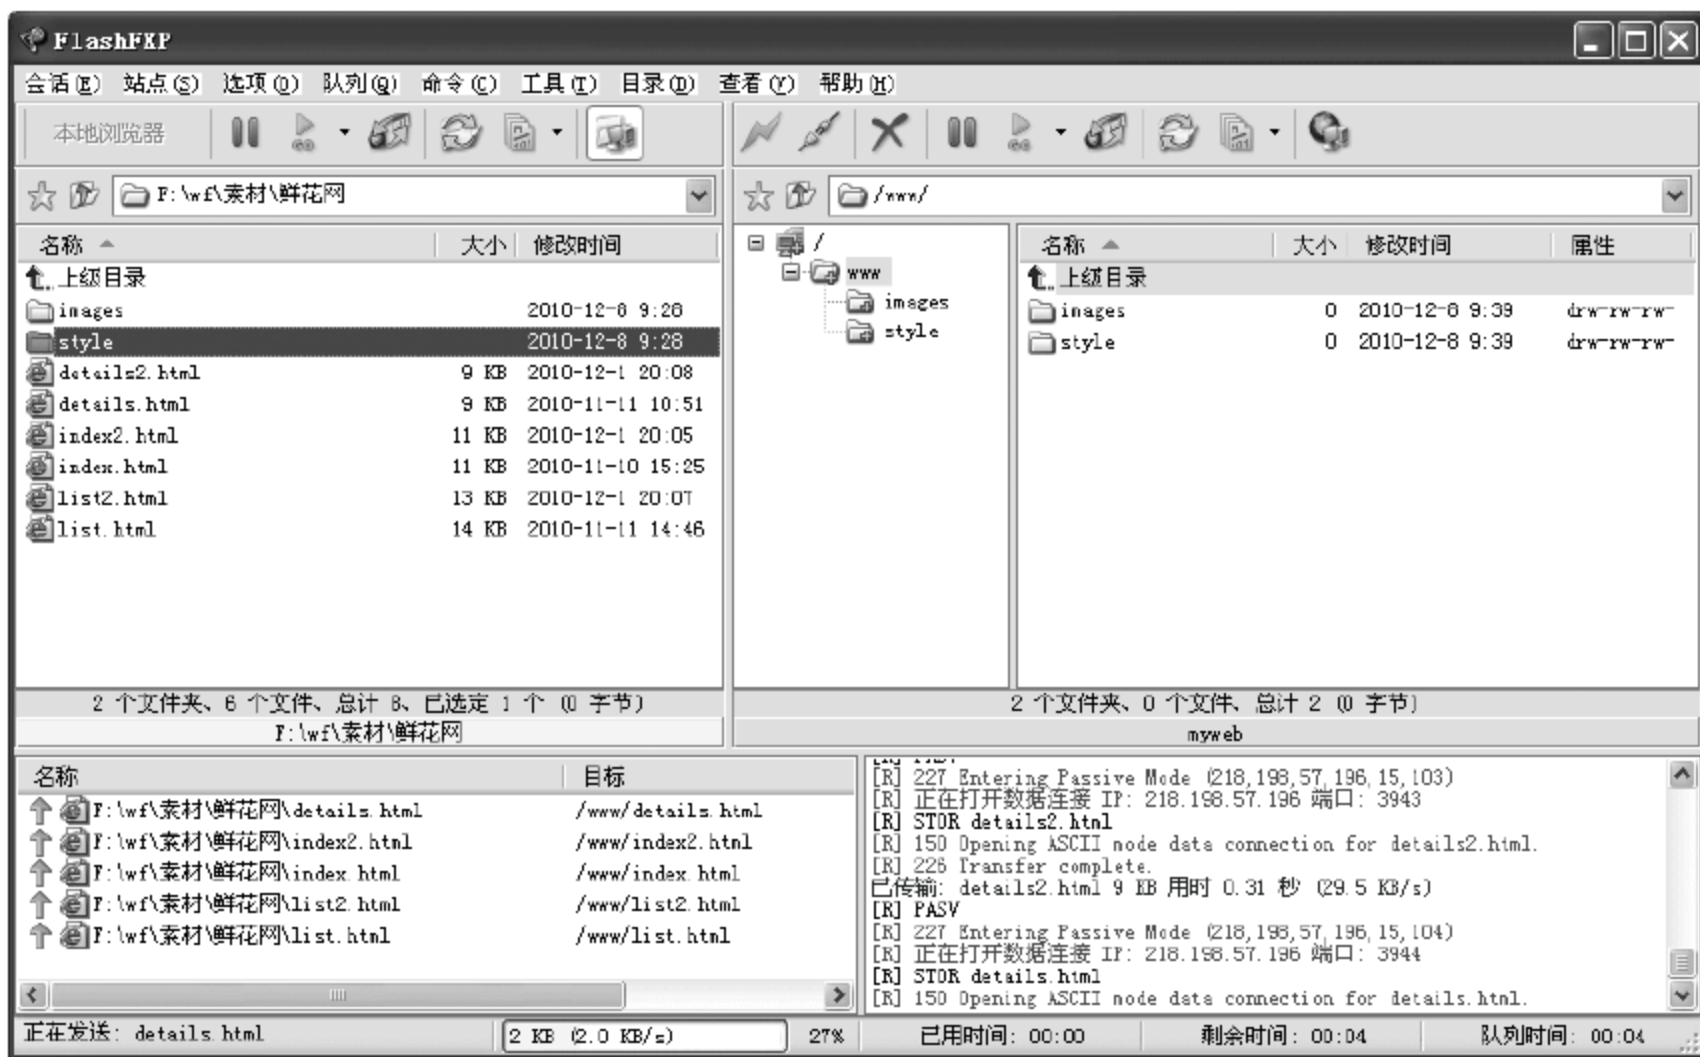 FlashFXP
会话(E) 站点(S) 选项(O) 队列(Q) 命令(C) 工具(T) 目录(D) 查看(Y) 帮助(H)
本地浏览器
F:\wf\素材\鲜花网
/www/
名称 大小 修改时间
上级目录
images 2010-12-8 9:28
style 2010-12-8 9:28
details2.html 9 KB 2010-12-1 20:08
details.html 9 KB 2010-11-11 10:51
index2.html 11 KB 2010-12-1 20:05
index.html 11 KB 2010-11-10 15:25
list2.html 13 KB 2010-12-1 20:07
list.html 14 KB 2010-11-11 14:46
/
www
images
style
名称 大小 修改时间 属性
上级目录
images 0 2010-12-8 9:39 drw-rw-rw-
style 0 2010-12-8 9:39 drw-rw-rw-
2 个文件夹、6 个文件、总计 8、已选定 1 个 (0 字节)
F:\wf\素材\鲜花网
2 个文件夹、0 个文件、总计 2 (0 字节)
myweb
名称 目标
F:\wf\素材\鲜花网\details.html /www/details.html
F:\wf\素材\鲜花网\index2.html /www/index2.html
F:\wf\素材\鲜花网\index.html /www/index.html
F:\wf\素材\鲜花网\list2.html /www/list2.html
F:\wf\素材\鲜花网\list.html /www/list.html
[R] 227 Entering Passive Mode (218,198,57,196,15,103)
[R] 正在打开数据连接 IP: 218.198.57.196 端口: 3943
[R] STOR details2.html
[R] 150 Opening ASCII mode data connection for details2.html.
[R] 226 Transfer complete.
已传输: details2.html 9 KB 用时 0.31 秒 (29.5 KB/s)
[R] PASV
[R] 227 Entering Passive Mode (218,198,57,196,15,104)
[R] 正在打开数据连接 IP: 218.198.57.196 端口: 3944
[R] STOR details.html
[R] 150 Opening ASCII mode data connection for details.html.
正在发送: details.html 2 KB (2.0 KB/s) 27% 已用时间: 00:00 剩余时间: 00:04 队列时间: 00:04